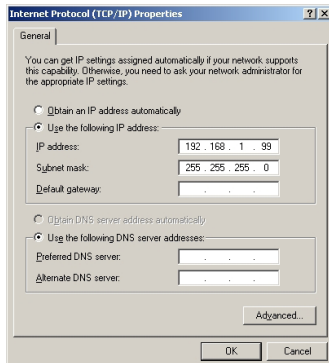 Internet Protocol (TCP/IP) Properties ? X
General
You can get IP settings assigned automatically if your network supports
this capability. Otherwise, you need to ask your network administrator for
the appropriate IP settings.
Obtain an IP address automatically
Use the following IP address:
IP address: 192 . 168 . 1 . 99
Subnet mask: 255 . 255 . 255 . 0
Default gateway: . . .
Obtain DNS server address automatically
Use the following DNS server addresses:
Preferred DNS server: . . .
Alternate DNS server: . . .
Advanced...
OK Cancel